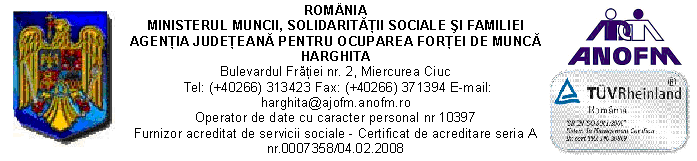 ROMÂNIA
MINISTERUL MUNCII, SOLIDARITĂȚII SOCIALE ŞI FAMILIEI
AGENȚIA JUDEȚEANĂ PENTRU OCUPAREA FORȚEI DE MUNCĂ
HARGHITA
Bulevardul Frăției nr. 2, Miercurea Ciuc
Tel: (+40266) 313423 Fax: (+40266) 371394 E-mail:
harghita@ajofm.anofm.ro
Operator de date cu caracter personal nr 10397
Furnizor acreditat de servicii sociale - Certificat de acreditare seria A
nr.0007358/04.02.2008
ANOFM
TÜVRheinland
România